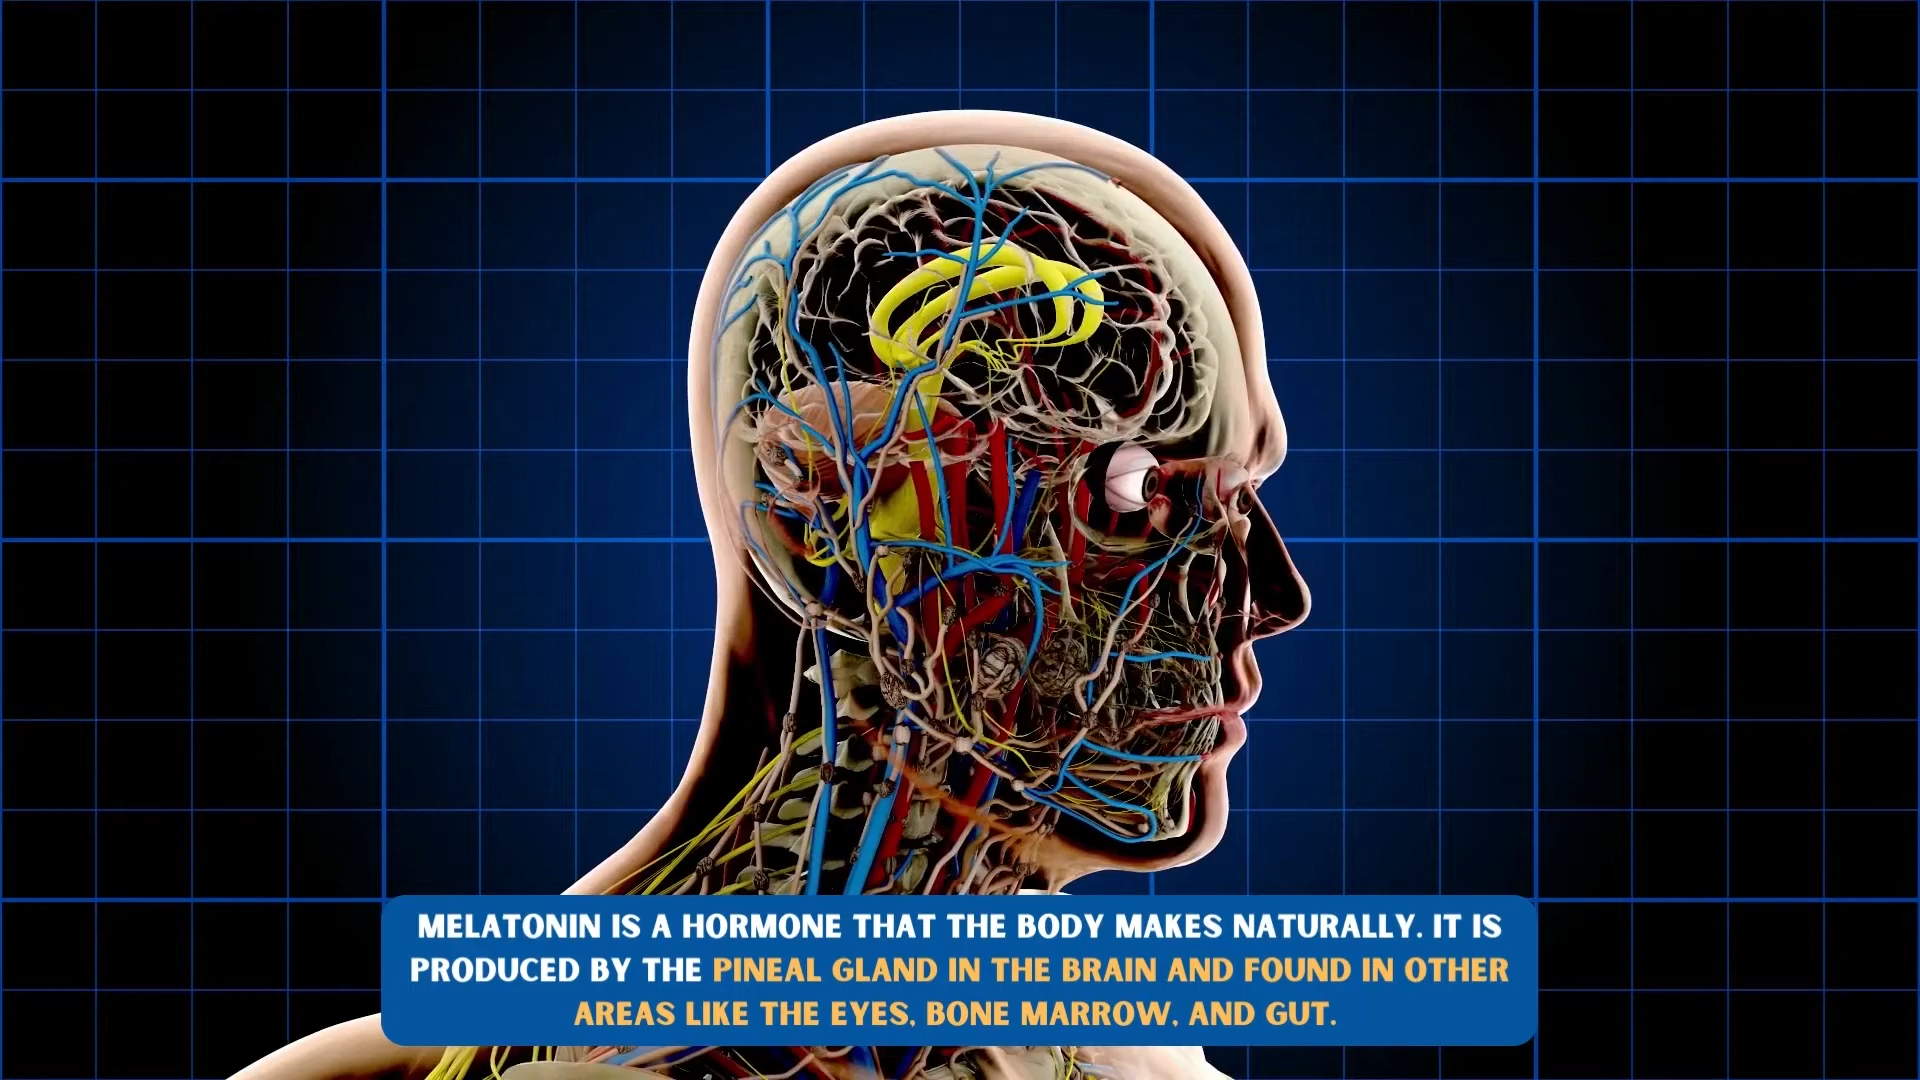 MELATONIN IS A HORMONE THAT THE BODY MAKES NATURALLY. IT IS
PRODUCED BY THE PINEAL GLAND IN THE BRAIN AND FOUND IN OTHER
AREAS LIKE THE EYES, BONE MARROW, AND GUT.